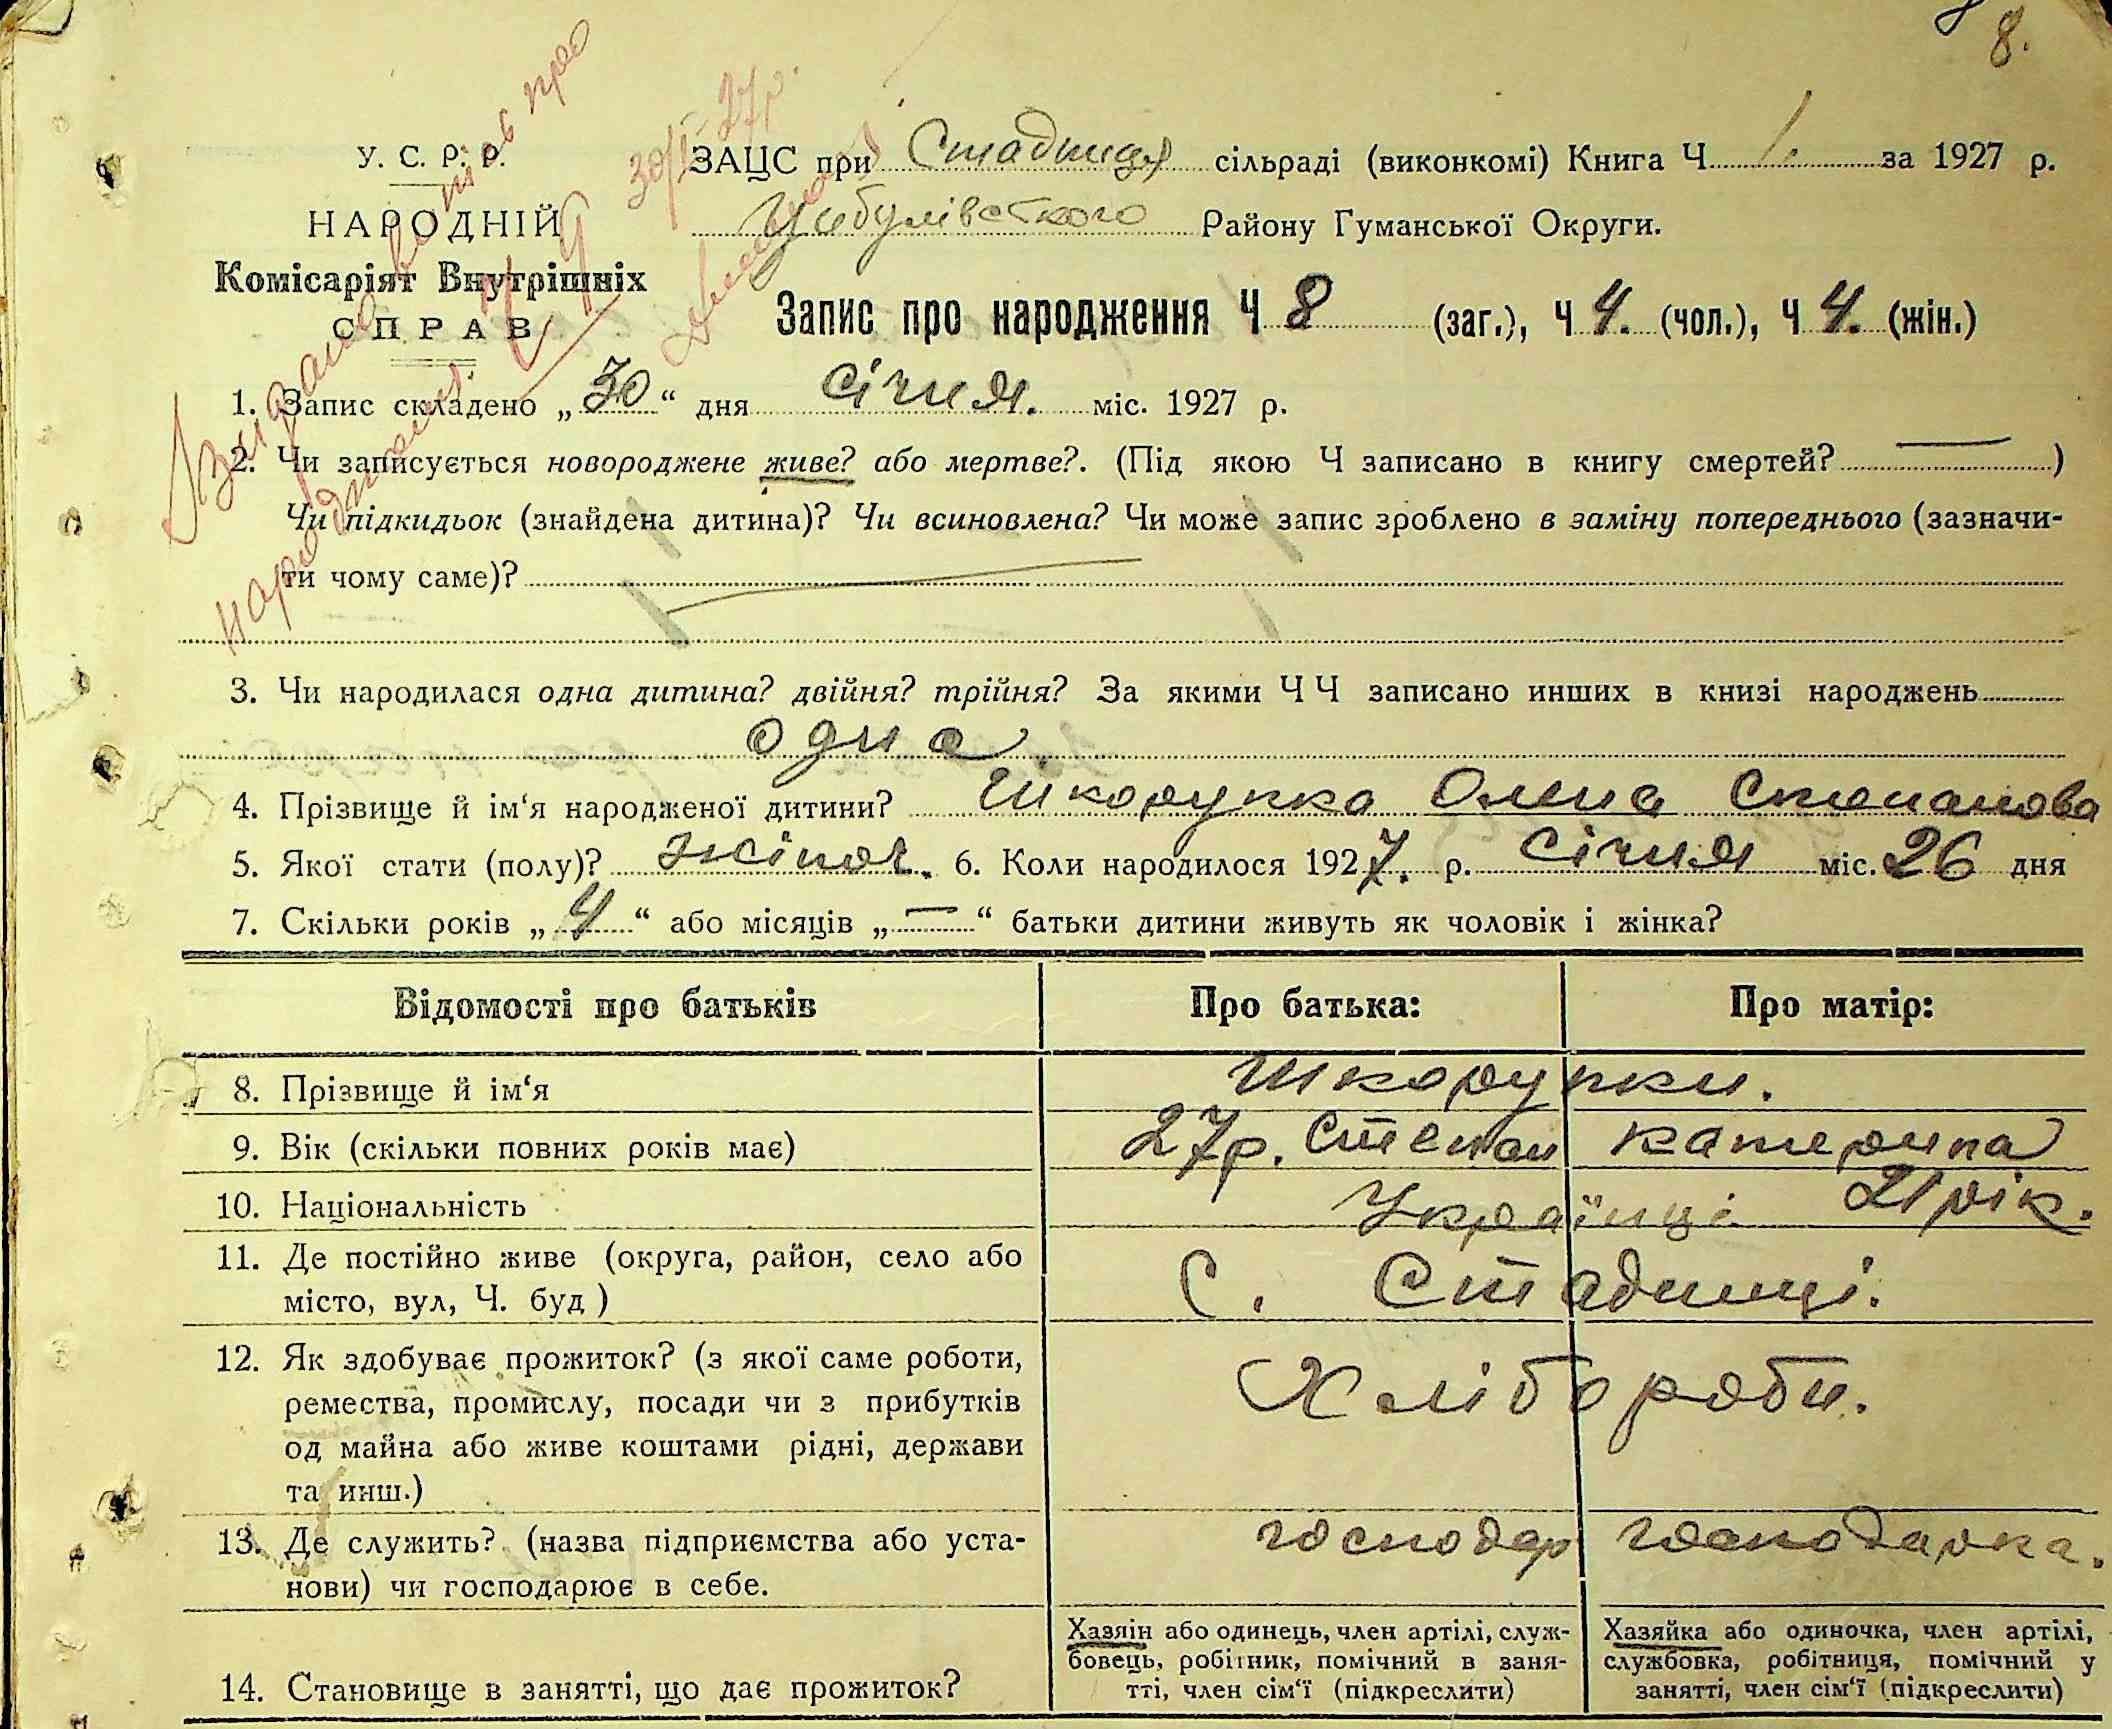 8.
У. С. Р. Р.
НАРОДНІЙ
Комісаріят Внутрішніх
СПРАВ
30/I-27р.
ЗАЦС при Стадниця сільраді (виконкомі) Книга Ч 1. за 1927 р.
Цибулівського Району Гуманської Округи.
Запис про народження Ч 8 (заг.), Ч 4. (чол.), Ч 4. (жін.)
1. Запис складено „30“ дня січня. міс. 1927 р.
2. Чи записується новороджене живе? або мертве?. (Під якою Ч записано в книгу смертей? — )
Чи підкидьок (знайдена дитина)? Чи всиновлена? Чи може запис зроблено в заміну попереднього (зазначи-
ти чому саме)?
3. Чи народилася одна дитина? двійня? трійня? За якими ЧЧ записано инших в книзі народжень
одна
4. Прізвище й ім‘я народженої дитини? Шкорупка Олена Степанова
5. Якої стати (полу)? жіноч. 6. Коли народилося 1927. р. січня міс. 26 дня
7. Скільки років „4“ або місяців „—“ батьки дитини живуть як чоловік і жінка?
Відомості про батьків Про батька: Про матір:
8. Прізвище й ім‘я Шкорупки.
9. Вік (скільки повних років має) 27р. Степан Катерина
10. Національність Українці 21 рік.
11. Де постійно живе (округа, район, село або
місто, вул, Ч. буд ) С. Стадниці.
12. Як здобуває прожиток? (з якої саме роботи,
ремества, промислу, посади чи з прибутків
од майна або живе коштами рідні, держави
та инш.) Хлібороби.
13. Де служить? (назва підприємства або уста-
нови) чи господарює в себе. господар господарка.
14. Становище в занятті, що дає прожиток?
Хазяїн або одинець, член артілі, служ-
бовець, робітник, помічний в заня-
тті, член сім‘ї (підкреслити)
Хазяйка або одиночка, член артілі,
службовка, робітниця, помічний у
занятті, член сім‘ї (підкреслити)